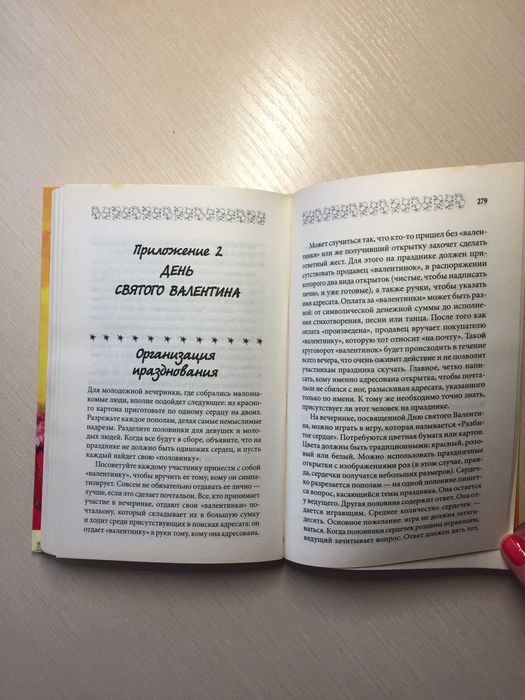 Приложение 2
ДЕНЬ
СВЯТОГО ВАЛЕНТИНА
Организация
празднования
Для молодежной вечеринки, где собрались малозна-
комые люди, вполне подойдет следующее: из красно-
го картона приготовьте по одному сердцу на двоих.
Разрежьте каждое пополам, делая самые немыслимые
надрезы. Разделите половинки для девушек и моло-
дых людей. Когда все будут в сборе, объявите, что на
празднике не должно быть одиноких сердец, и пусть
каждый найдет свою «половинку».
Посоветуйте каждому участнику принести с собой
«валентинку», чтобы вручить ее тому, кому он симпа-
тизирует. Совсем не обязательно отдавать ее лично —
лучше, если это сделает почтальон. Все, кто принимает
участие в вечеринке, отдают свои «валентинки» поч-
тальону, который складывает их в большую сумку
и ходит среди присутствующих в поисках адресата: он
отдает «валентинку» в руки тому, кому она адресована.
279
Может случиться так, что кто-то пришел без «вален-
тинки» или же получивший открытку захочет сделать
ответный жест. Для этого на празднике должен при-
сутствовать продавец «валентинок», в распоряжении
которого два вида открыток (чистые, чтобы надписать
лично, и уже готовые), а также ручки, чтобы указать
имя адресата. Оплата за «валентинки» может быть раз-
ной: от символической денежной суммы до исполне-
ния стихотворения, песни или танца. После того как
оплата «произведена», продавец вручает покупателю
«валентинку», которую тот относит «на почту». Такой
круговорот «валентинок» будет происходить в течение
всего вечера, что очень оживит действие и не позволит
участникам праздника скучать. Главное, четко напи-
сать, кому именно адресована открытка, чтобы почта-
льон не сбился с ног, разыскивая адресата, указанного
только по имени. К тому же необходимо точно знать,
присутствует ли этот человек на празднике.
На вечеринке, посвященной Дню святого Валенти-
на, можно играть в игру, которая называется «Разби-
тое сердце». Потребуются цветная бумага или картон.
Цвета должны быть традиционными: красный, розо-
вый или белый. Можно использовать праздничные
открытки с изображениями роз (в этом случае, прав-
да, сердечки получатся небольших размеров). Сердеч-
ко разрезается пополам — на одной половине пишет-
ся вопрос, касающийся темы праздника. Она остается
у ведущего. Другая половина содержит ответ. Она от-
дается играющим. Среднее количество сердечек —
десять. Основное пожелание: игра не должна затяги-
ваться. Когда половинки сердечек розданы играющим,
ведущий зачитывает вопрос. Ответ должен дать тот,